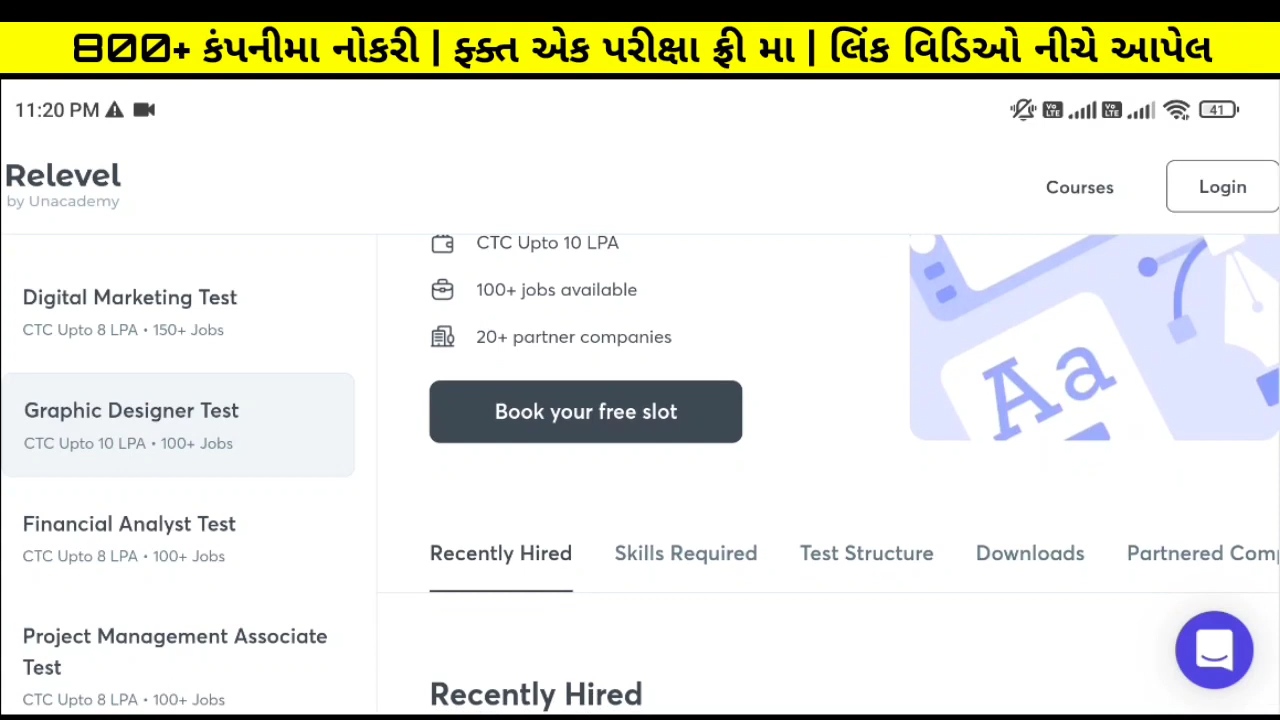 800+ કંપનીમા નોકરી | ફ્ક્ત એક પરીક્ષા ફ્રી મા | લિંક વિડિઓ નીચે આપેલ
11:20 PM
Vo LTE Vo LTE 41
Relevel
by Unacademy
Courses
Login
CTC Upto 10 LPA
100+ jobs available
20+ partner companies
Book your free slot
Digital Marketing Test
CTC Upto 8 LPA • 150+ Jobs
Graphic Designer Test
CTC Upto 10 LPA • 100+ Jobs
Financial Analyst Test
CTC Upto 8 LPA • 100+ Jobs
Project Management Associate
Test
CTC Upto 8 LPA • 100+ Jobs
Aa
Recently Hired Skills Required Test Structure Downloads Partnered Comp
Recently Hired